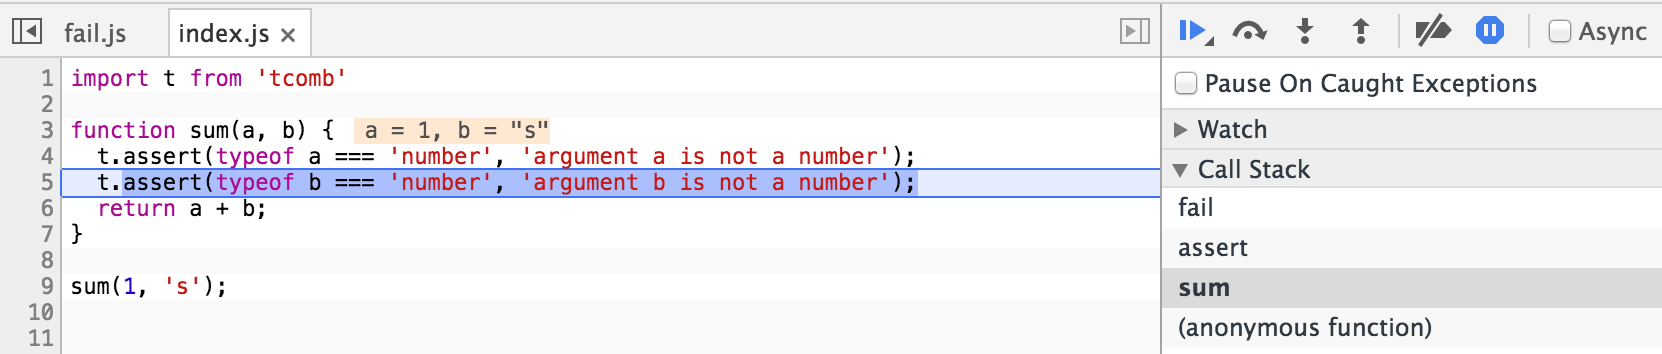 fail.js
index.js ×
Async
1 import t from 'tcomb'
2
3 function sum(a, b) { a = 1, b = "s"
4 t.assert(typeof a === 'number', 'argument a is not a number');
5 t.assert(typeof b === 'number', 'argument b is not a number');
6 return a + b;
7 }
8
9 sum(1, 's');
10
11
Pause On Caught Exceptions
Watch
Call Stack
fail
assert
sum
(anonymous function)